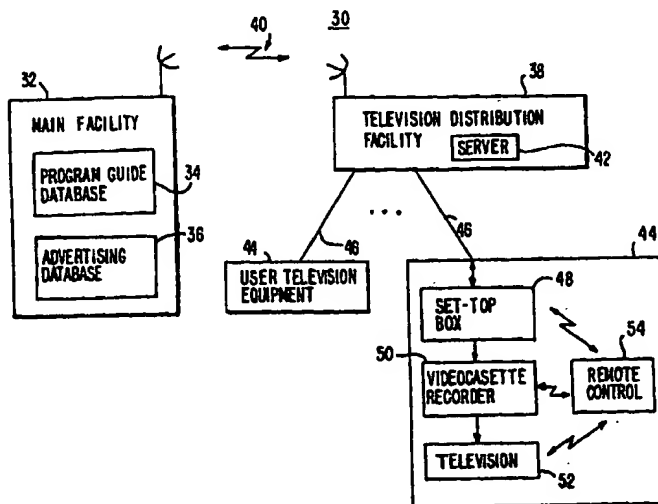 30
40
32
MAIN FACILITY
PROGRAM GUIDE
DATABASE
34
ADVERTISING
DATABASE
36
38
TELEVISION DISTRIBUTION
FACILITY
SERVER
42
...
46
46
44
USER TELEVISION
EQUIPMENT
44
48
SET-TOP
BOX
50
VIDEOCASETTE
RECORDER
54
REMOTE
CONTROL
TELEVISION
52